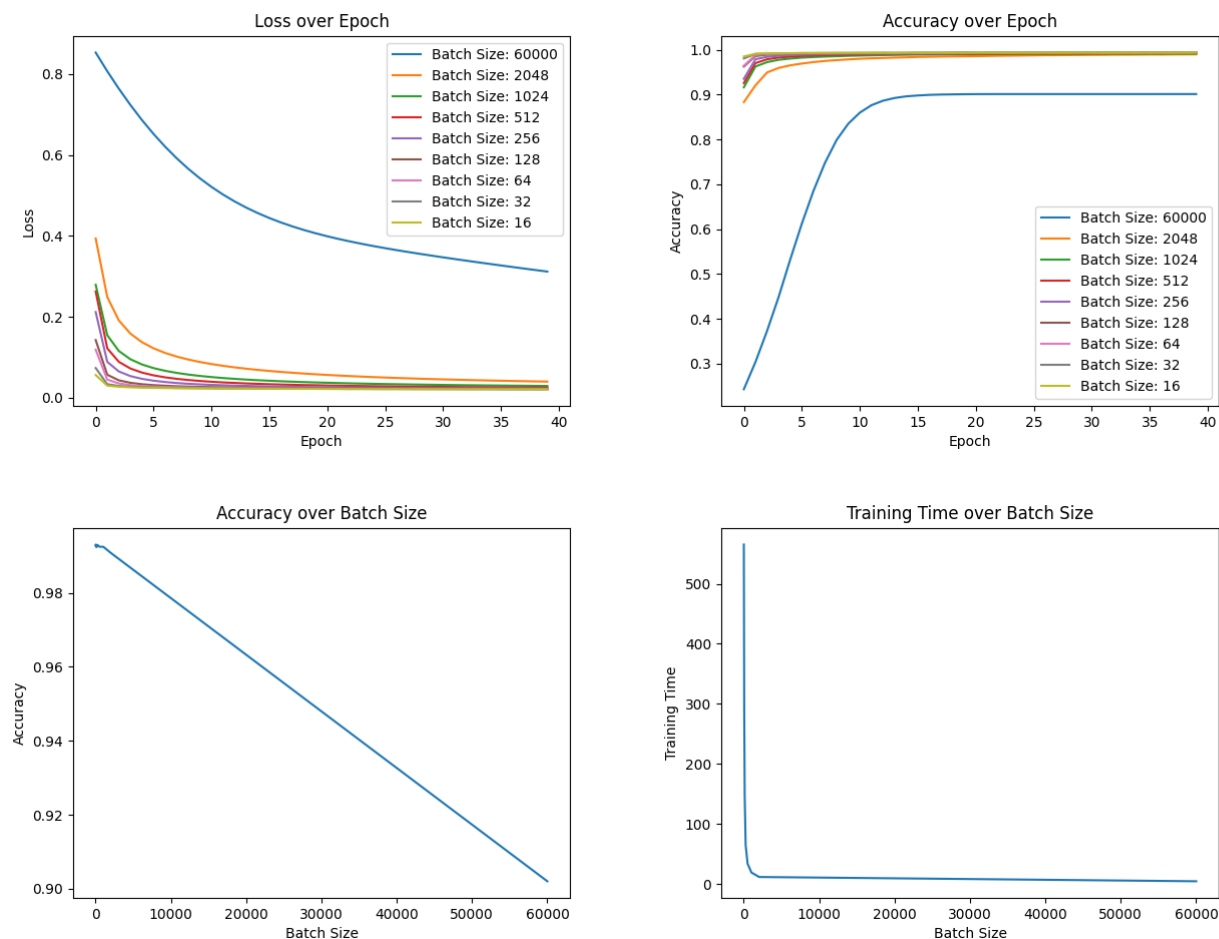 Loss over Epoch
Loss
0.8
0.6
0.4
0.2
0.0
0 5 10 15 20 25 30 35 40
Epoch
Batch Size: 60000
Batch Size: 2048
Batch Size: 1024
Batch Size: 512
Batch Size: 256
Batch Size: 128
Batch Size: 64
Batch Size: 32
Batch Size: 16
Accuracy over Epoch
Accuracy
1.0
0.9
0.8
0.7
0.6
0.5
0.4
0.3
0 5 10 15 20 25 30 35 40
Epoch
Batch Size: 60000
Batch Size: 2048
Batch Size: 1024
Batch Size: 512
Batch Size: 256
Batch Size: 128
Batch Size: 64
Batch Size: 32
Batch Size: 16
Accuracy over Batch Size
Accuracy
0.98
0.96
0.94
0.92
0.90
0 10000 20000 30000 40000 50000 60000
Batch Size
Training Time over Batch Size
Training Time
500
400
300
200
100
0
0 10000 20000 30000 40000 50000 60000
Batch Size